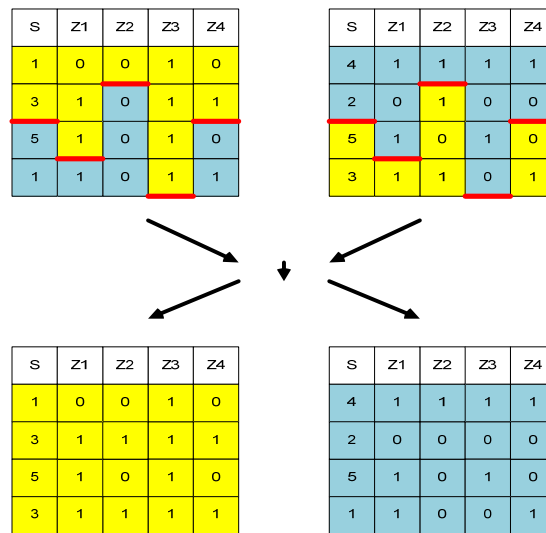 S Z1 Z2 Z3 Z4
1 0 0 1 0
3 1 0 1 1
5 1 0 1 0
1 1 0 1 1
S Z1 Z2 Z3 Z4
4 1 1 1 1
2 0 1 0 0
5 1 0 1 0
3 1 1 0 1
S Z1 Z2 Z3 Z4
1 0 0 1 0
3 1 1 1 1
5 1 0 1 0
3 1 1 1 1
S Z1 Z2 Z3 Z4
4 1 1 1 1
2 0 0 0 0
5 1 0 1 0
1 1 0 0 1